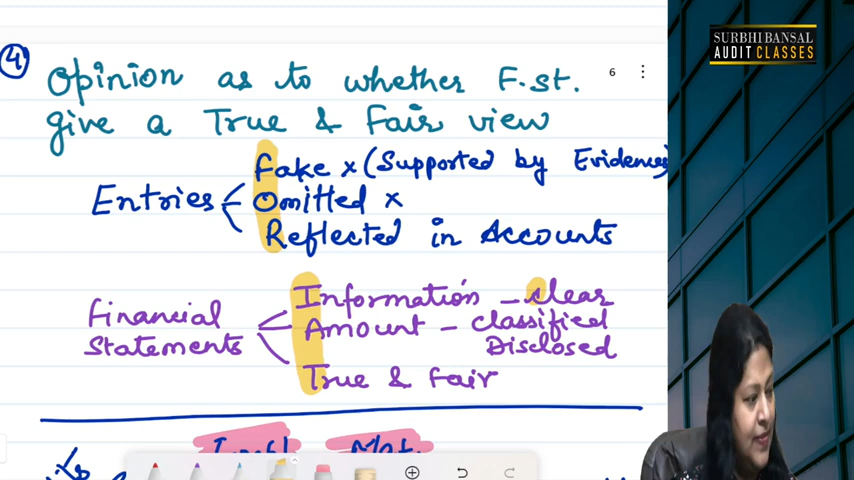 SURBHI BANSAL
AUDIT CLASSES
6
④ Opinion as to whether F.st.
give a True & Fair view
Fake x (Supported by Evidences)
Entries Omitted x
Reflected in Accounts
Information - clear
Financial Statements Amount - Classified
Disclosed
True & Fair